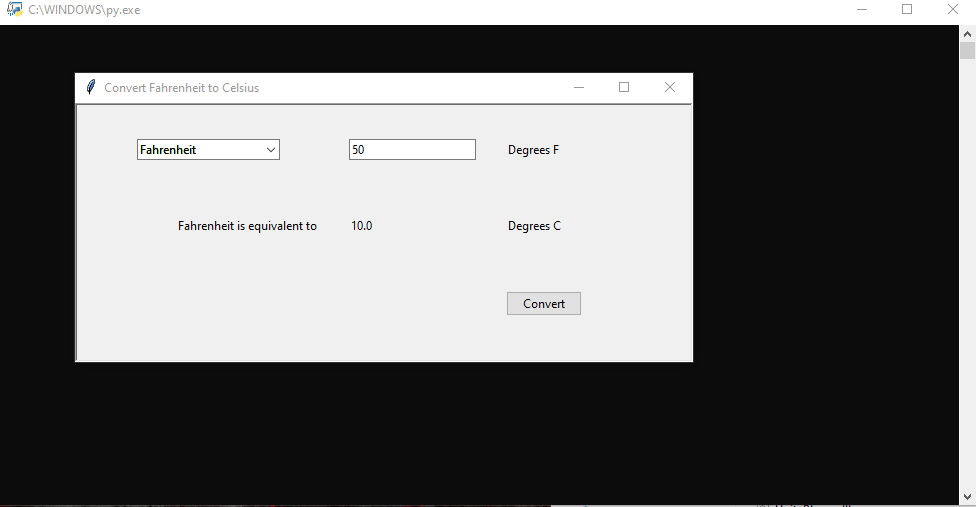 C:\WINDOWS\py.exe
Convert Fahrenheit to Celsius
Fahrenheit 50 Degrees F
Fahrenheit is equivalent to 10.0 Degrees C
Convert